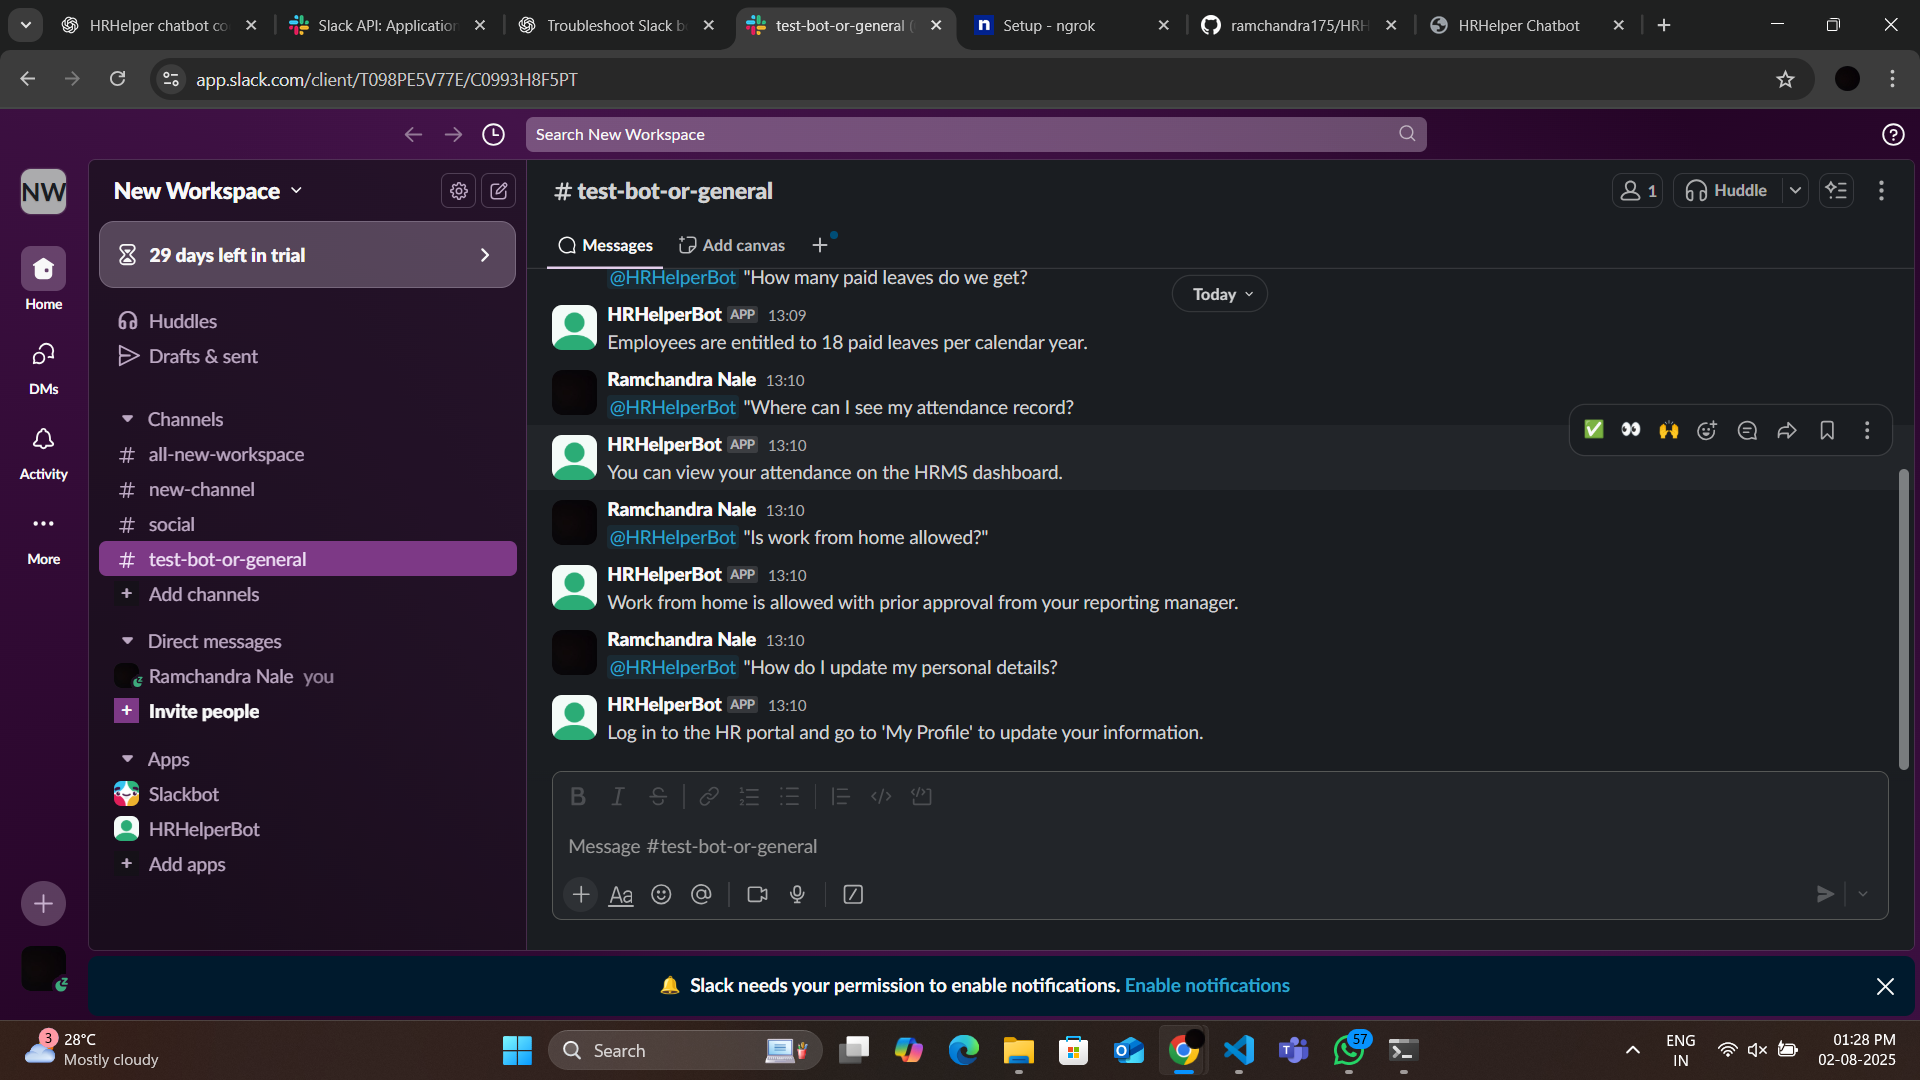 HRHelper chatbot co
Slack API: Application
Troubleshoot Slack b
test-bot-or-general (
Setup - ngrok
ramchandra175/HRH
HRHelper Chatbot
app.slack.com/client/T098PE5V77E/C0993H8F5PT
Search New Workspace
NW
Home
DMs
Activity
More
New Workspace
29 days left in trial
Huddles
Drafts & sent
Channels
# all-new-workspace
# new-channel
# social
# test-bot-or-general
+ Add channels
Direct messages
Ramchandra Nale you
+ Invite people
Apps
Slackbot
HRHelperBot
+ Add apps
# test-bot-or-general
1
Huddle
Messages
Add canvas
Today
@HRHelperBot "How many paid leaves do we get?
HRHelperBot APP 13:09
Employees are entitled to 18 paid leaves per calendar year.
Ramchandra Nale 13:10
@HRHelperBot "Where can I see my attendance record?
HRHelperBot APP 13:10
You can view your attendance on the HRMS dashboard.
Ramchandra Nale 13:10
@HRHelperBot "Is work from home allowed?"
HRHelperBot APP 13:10
Work from home is allowed with prior approval from your reporting manager.
Ramchandra Nale 13:10
@HRHelperBot "How do I update my personal details?
HRHelperBot APP 13:10
Log in to the HR portal and go to 'My Profile' to update your information.
Message #test-bot-or-general
Aa
Slack needs your permission to enable notifications. Enable notifications
3
28°C
Mostly cloudy
Search
57
ENG
IN
01:28 PM
02-08-2025